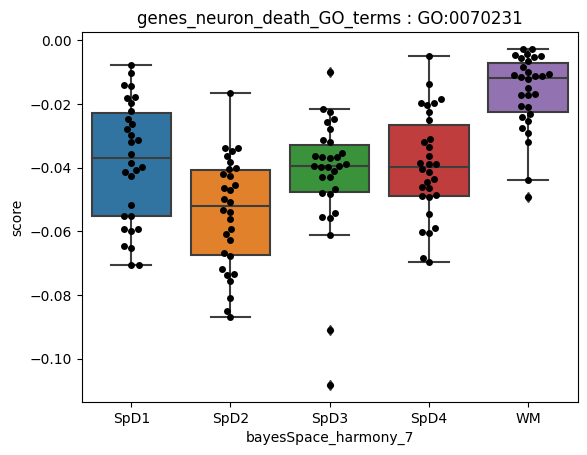 genes_neuron_death_GO_terms : GO:0070231
0.00
−0.02
−0.04
−0.06
−0.08
−0.10
score
SpD1 SpD2 SpD3 SpD4 WM
bayesSpace_harmony_7